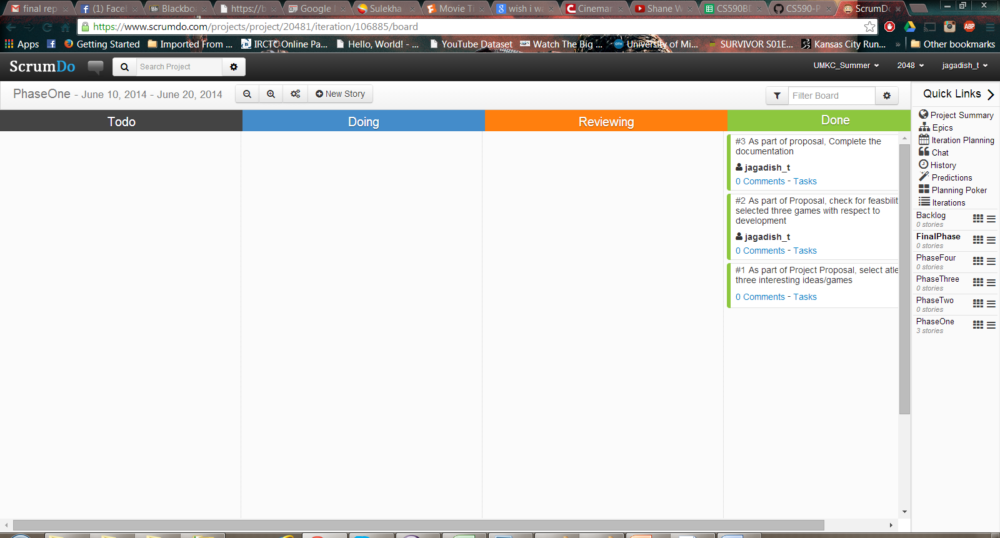 final rep
(1) Facel
Blackbo
https://b
Google
Sulekha
Movie Ti
wish i wa
Cinemar
Shane W
CS590BD
CS590-P
ScrumDo
https://www.scrumdo.com/projects/project/20481/iteration/106885/board
ABP
Apps
Getting Started
Imported From ...
IRCTC Online Pa...
Hello, World! - ...
YouTube Dataset
Watch The Big ...
University of Mi...
SURVIVOR S01E...
Kansas City Run...
»
Other bookmarks
ScrumDo
Search Project
UMKC_Summer
2048
jagadish_t
PhaseOne - June 10, 2014 - June 20, 2014
New Story
Filter Board
Quick Links
Todo
Doing
Reviewing
Done
#3 As part of proposal, Complete the
documentation
jagadish_t
0 Comments - Tasks
#2 As part of Proposal, check for feasbilit
selected three games with respect to
development
jagadish_t
0 Comments - Tasks
#1 As part of Project Proposal, select atle
three interesting ideas/games
0 Comments - Tasks
Project Summary
Epics
Iteration Planning
Chat
History
Predictions
Planning Poker
Iterations
Backlog
0 stories
FinalPhase
0 stories
PhaseFour
0 stories
PhaseThree
0 stories
PhaseTwo
0 stories
PhaseOne
3 stories